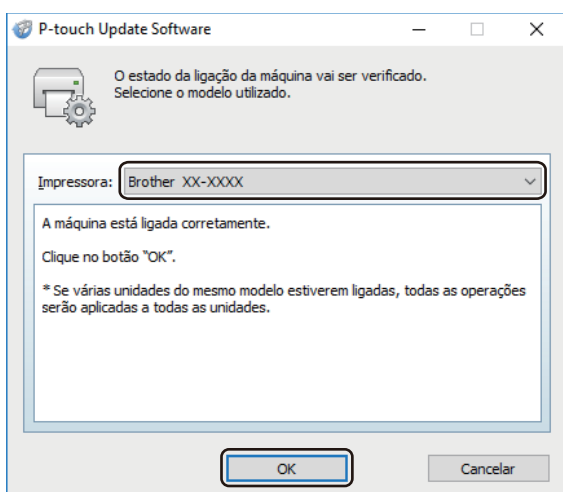 P-touch Update Software
O estado da ligação da máquina vai ser verificado.
Selecione o modelo utilizado.
Impressora: Brother XX-XXXX
A máquina está ligada corretamente.
Clique no botão "OK".
* Se várias unidades do mesmo modelo estiverem ligadas, todas as operações
serão aplicadas a todas as unidades.
OK Cancelar